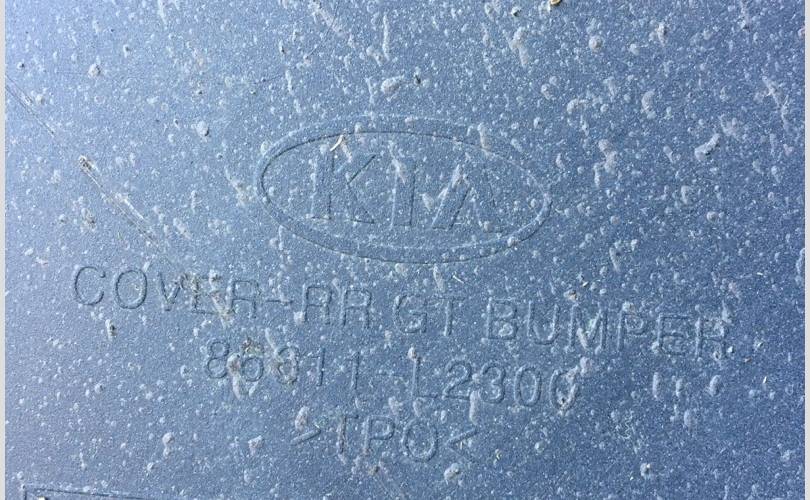 KIA
COVER-RR GT BUMPER
86611-L2300
>TPO<